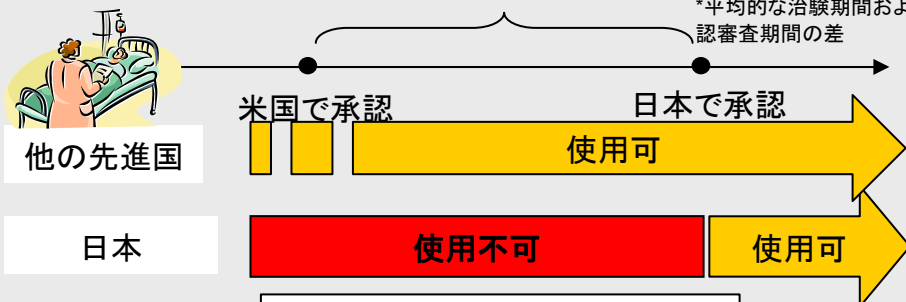 *平均的な治験期間およ
認審査期間の差
米国で承認
日本で承認
他の先進国
使用可
日本
使用不可
使用可